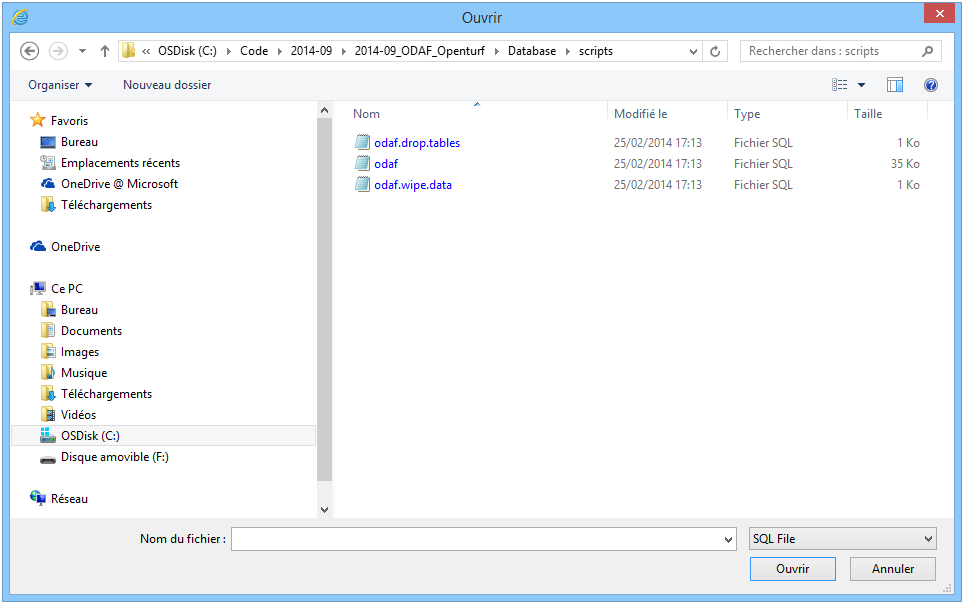 Ouvrir
« OSDisk (C:) Code 2014-09 2014-09_ODAF_Openturf Database scripts Rechercher dans : scripts
Organiser Nouveau dossier
Nom Modifié le Type Taille
Favoris
Bureau
Emplacements récents
OneDrive @ Microsoft
Téléchargements
OneDrive
Ce PC
Bureau
Documents
Images
Musique
Téléchargements
Vidéos
OSDisk (C:)
Disque amovible (F:)
Réseau
odaf.drop.tables 25/02/2014 17:13 Fichier SQL 1 Ko
odaf 25/02/2014 17:13 Fichier SQL 35 Ko
odaf.wipe.data 25/02/2014 17:13 Fichier SQL 1 Ko
Nom du fichier : SQL File
Ouvrir Annuler